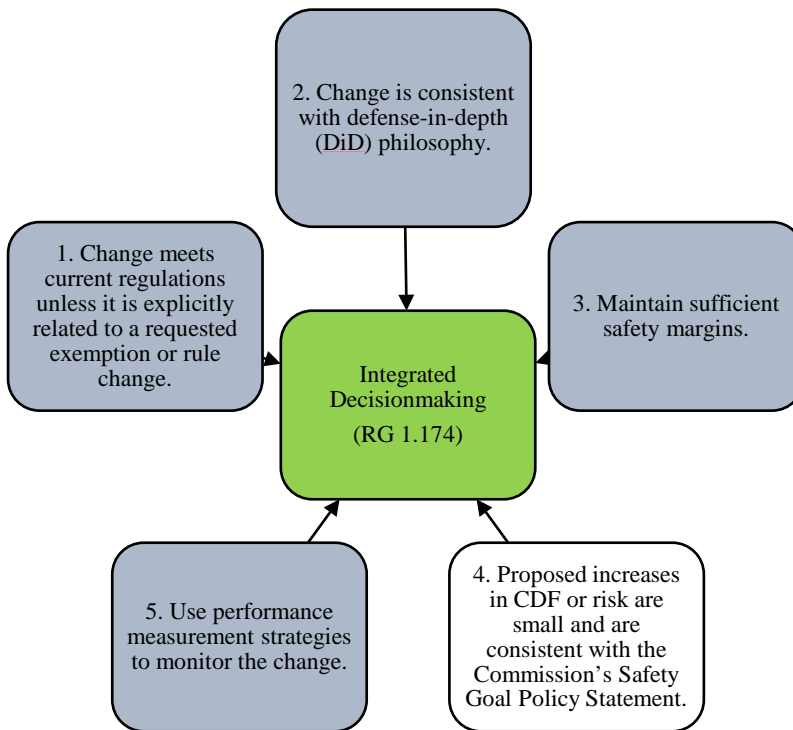 2. Change is consistent
with defense-in-depth
(DiD) philosophy.
1. Change meets
current regulations
unless it is explicitly
related to a requested
exemption or rule
change.
3. Maintain sufficient
safety margins.
Integrated
Decisionmaking
(RG 1.174)
5. Use performance
measurement strategies
to monitor the change.
4. Proposed increases
in CDF or risk are
small and are
consistent with the
Commission’s Safety
Goal Policy Statement.